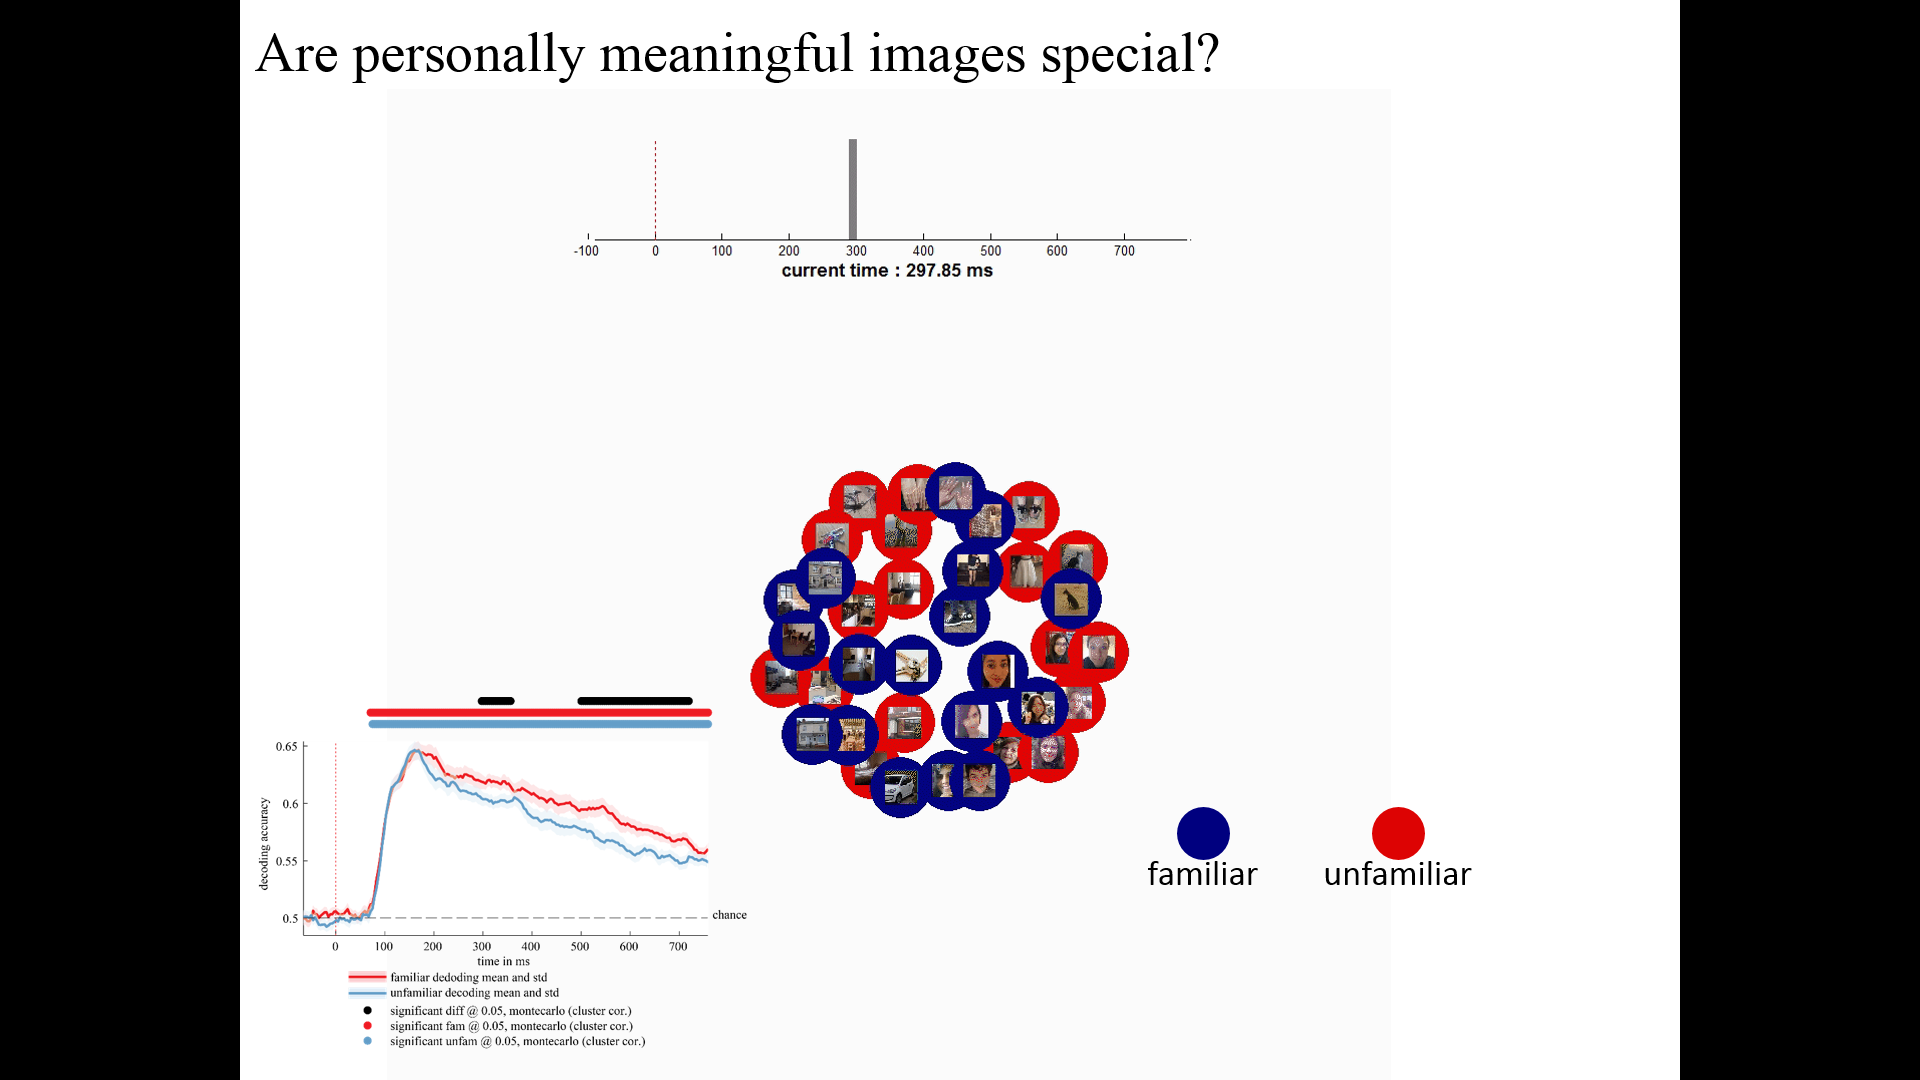 Are personally meaningful images special?
-100 0 100 200 300 400 500 600 700
current time : 297.85 ms
0.65
0.6
0.55
0.5
decoding accuracy
chance
0 100 200 300 400 500 600 700
time in ms
familiar dedoding mean and std
unfamiliar decoding mean and std
significant diff @ 0.05, montecarlo (cluster cor.)
significant fam @ 0.05, montecarlo (cluster cor.)
significant unfam @ 0.05, montecarlo (cluster cor.)
familiar unfamiliar